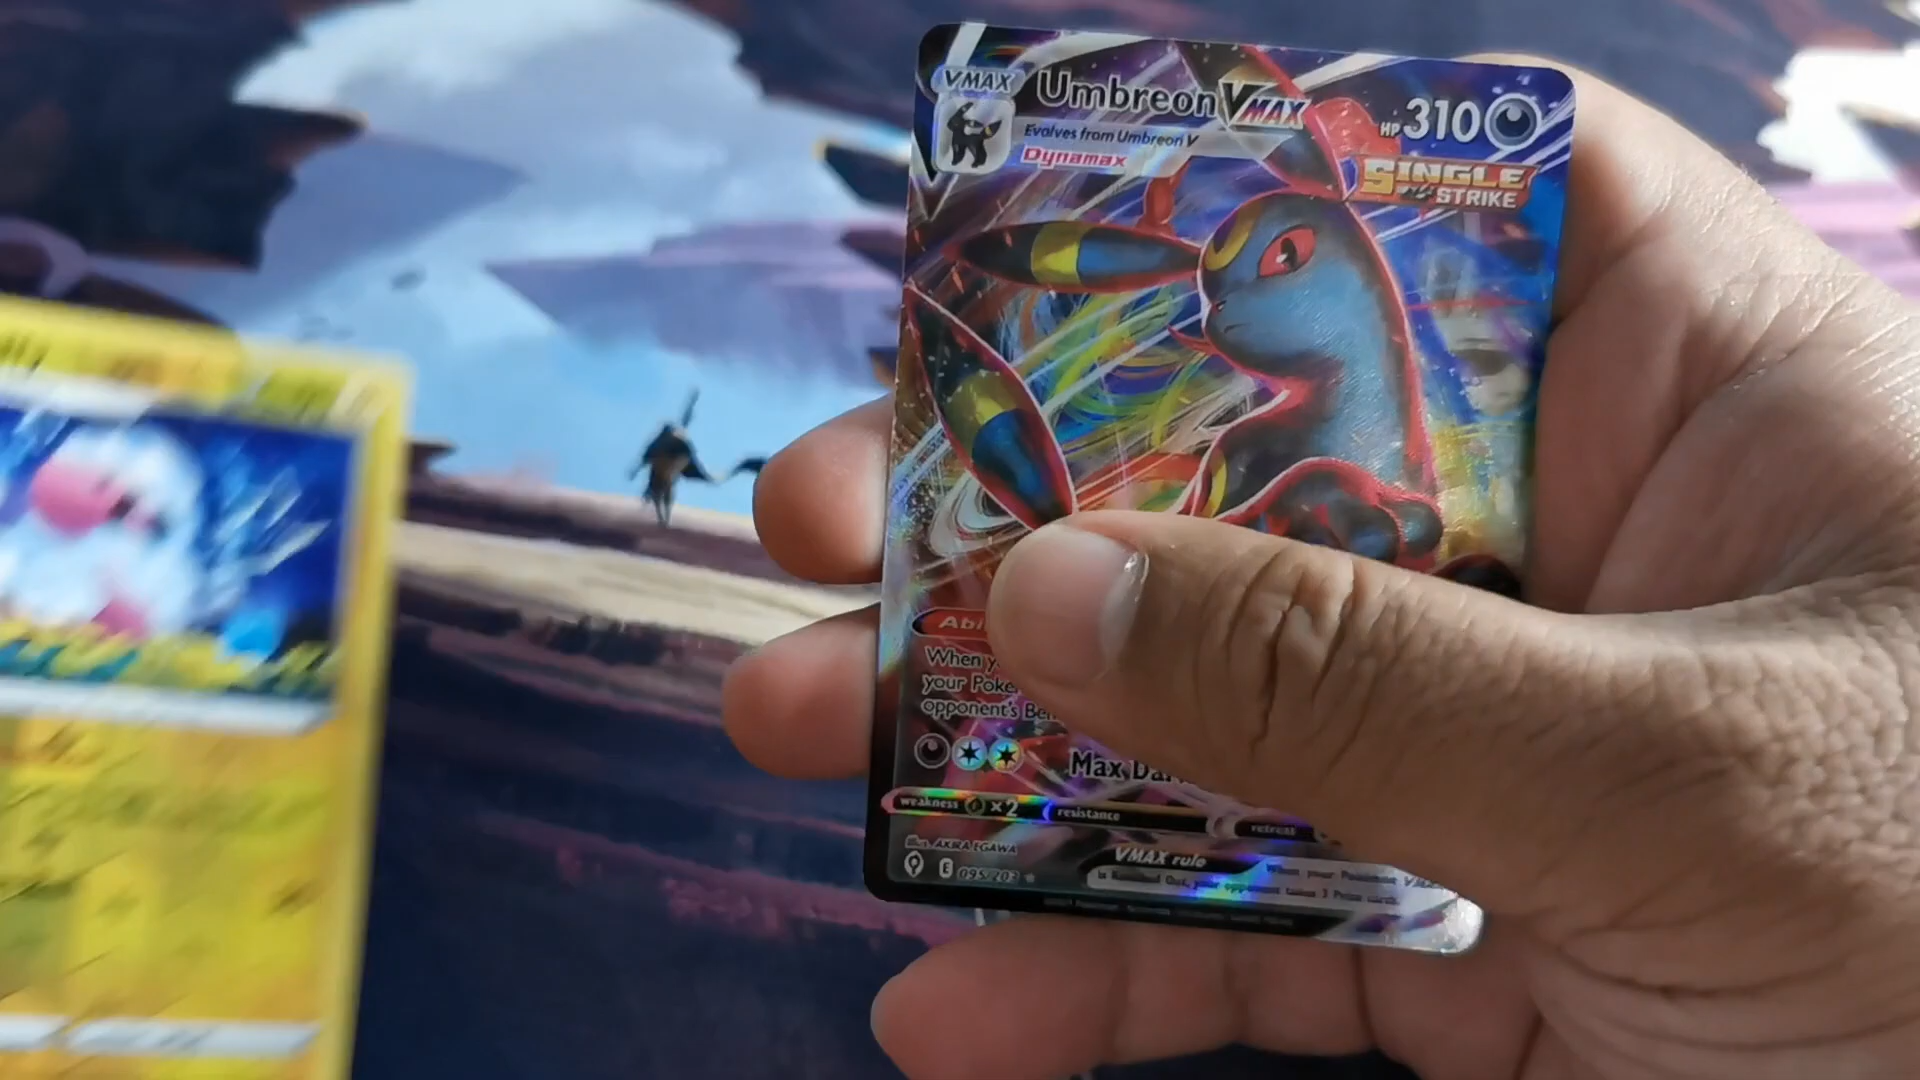 VMAX
Umbreon VMAX
HP 310
Evolves from Umbreon V
Dynamax
SINGLE
STRIKE
Abi
When y
your Poké
opponent's Ben
Max Dar
weakness ×2 resistance retreat
Illus. AKIRA EGAWA
VMAX rule When your Pokémon VMAX
is Knocked Out, your opponent takes 3 Prize cards.
E 095/203